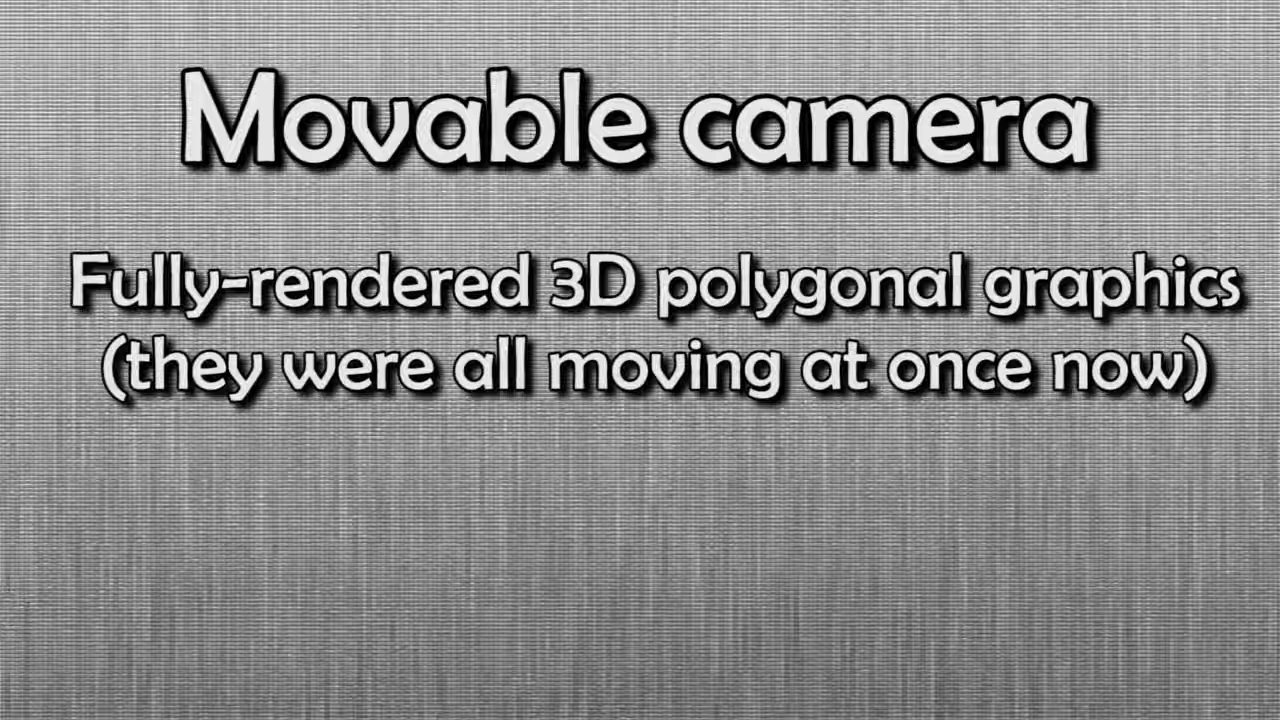 Movable camera
Fully-rendered 3D polygonal graphics
(they were all moving at once now)